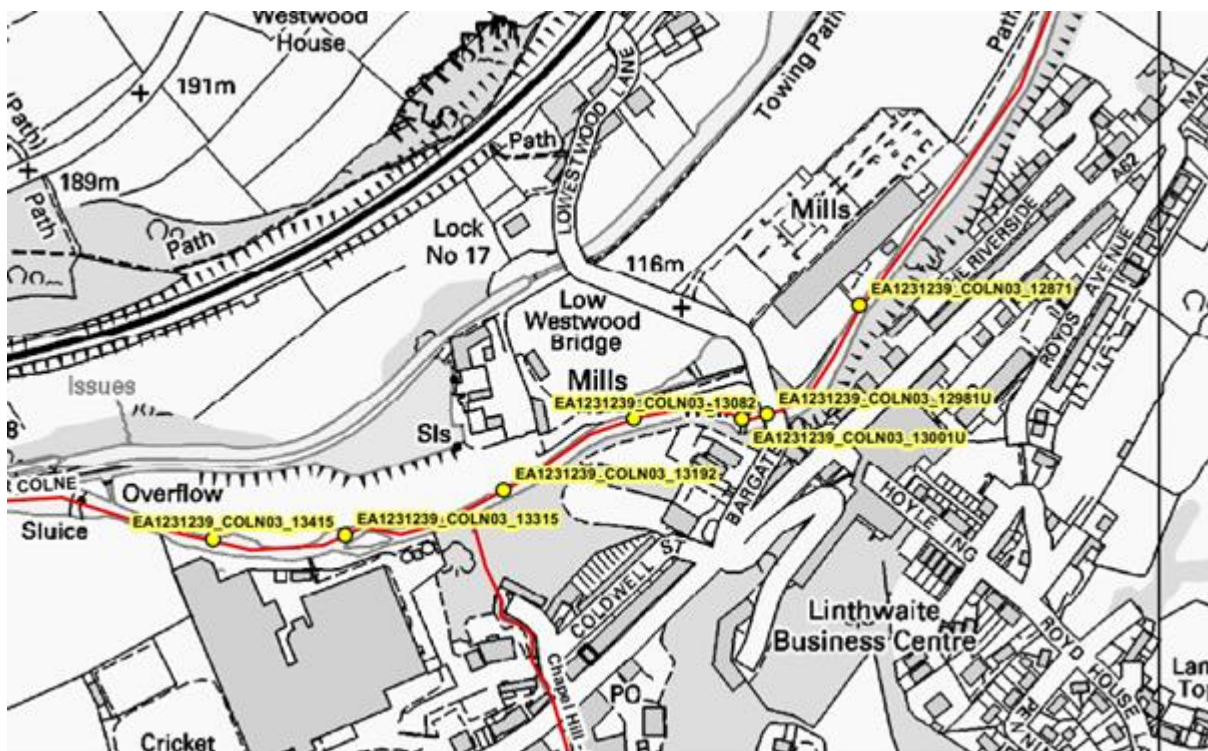 Westwood
House
191m
Path
189m
Path
Path
Path
LOWESTWOOD LANE
Towing Path
Path
Lock
No 17
116m
Mills
A62
RIVERSIDE
ROYDS AVENUE
EA1231239_COLN03_12871
Low
Westwood
Bridge
Mills
Issues
EA1231239_COLN03_13082
EA1231239_COLN03_12981U
EA1231239_COLN03_13001U
Sls
BARGATE
EA1231239_COLN03_13192
COLNE
Overflow
Sluice
EA1231239_COLN03_13415
EA1231239_COLN03_13315
HOYLE ING
COLDWELL ST
Linthwaite
Business Centre
ROYD HOUSE
Chapel Hill
PO
Cricket